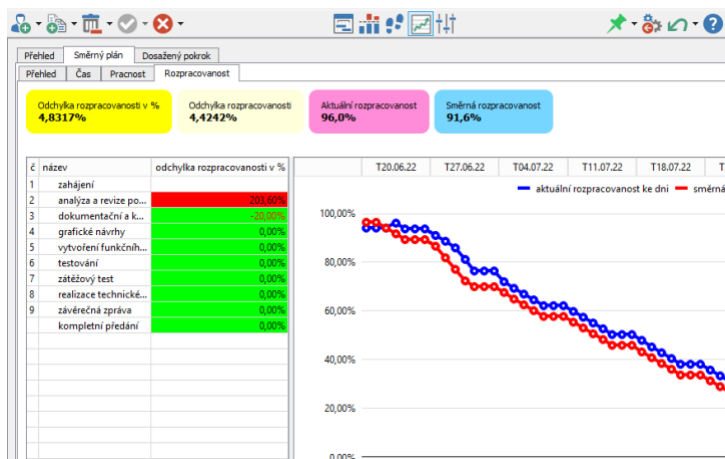 Přehled Směrný plán Dosažený pokrok
Přehled Čas Pracnost Rozpracovanost
Odchylka rozpracovanosti v %
4,8317%
Odchylka rozpracovanosti
4,4242%
Aktuální rozpracovanost
96,0%
Směrná rozpracovanost
91,6%
č název odchylka rozpracovanosti v %
1 zahájení
2 analýza a revize po... 203,60%
3 dokumentační a k... -20,00%
4 grafické návrhy 0,00%
5 vytvoření funkčního... 0,00%
6 testování 0,00%
7 zátěžový test 0,00%
8 realizace technické... 0,00%
9 závěrečná zpráva 0,00%
kompletní předání 0,00%
T20.06.22 T27.06.22 T04.07.22 T11.07.22 T18.07.22 T
aktuální rozpracovanost ke dni směrná
100,00%
80,00%
60,00%
40,00%
20,00%
0,00%